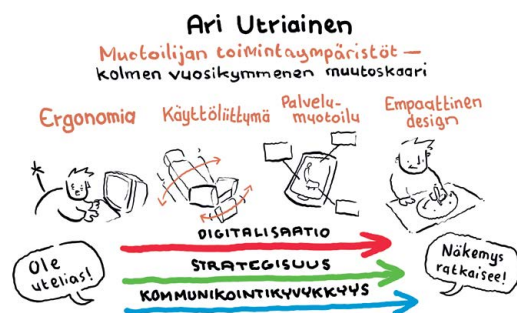 Ari Utriainen
Muotoilijan toimintaympäristöt —
kolmen vuosikymmenen muutoskaari
Ergonomia
Käyttöliittymä
Palvelu-
muotoilu
Empaattinen
design
DIGITALISAATIO
STRATEGISUUS
KOMMUNIKOINTIKYVYKKYYS
Ole
utelias!
Näkemys
ratkaisee!